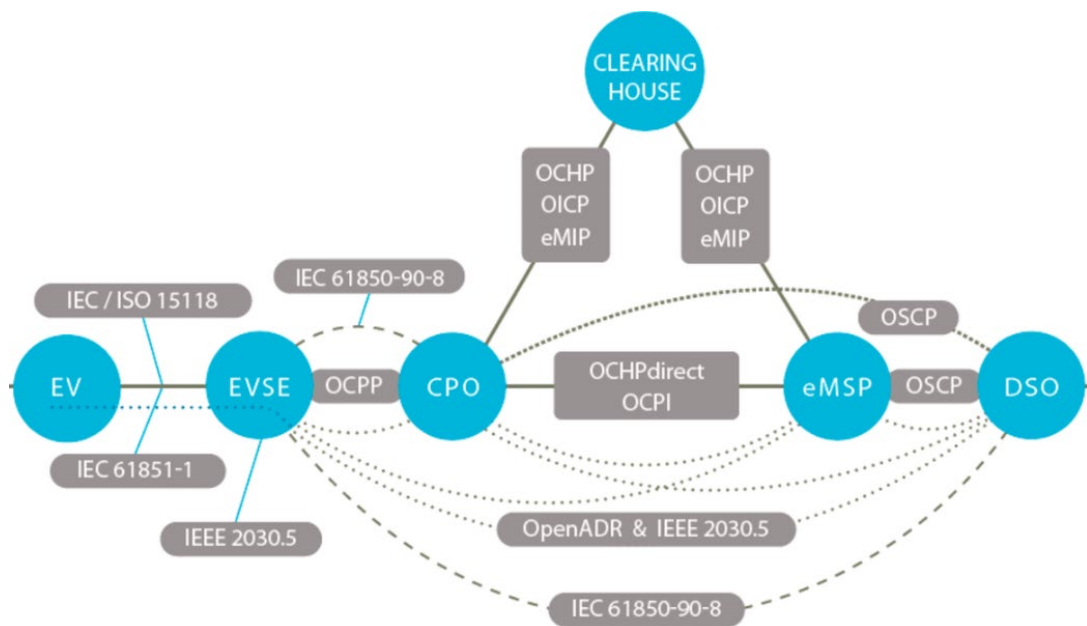 CLEARING
HOUSE
OCHP
OICP
eMIP
OCHP
OICP
eMIP
IEC 61850-90-8
IEC / ISO 15118
OSCP
EV
EVSE
OCPP
CPO
OCHPdirect
OCPI
eMSP
OSCP
DSO
IEC 61851-1
IEEE 2030.5
OpenADR & IEEE 2030.5
IEC 61850-90-8